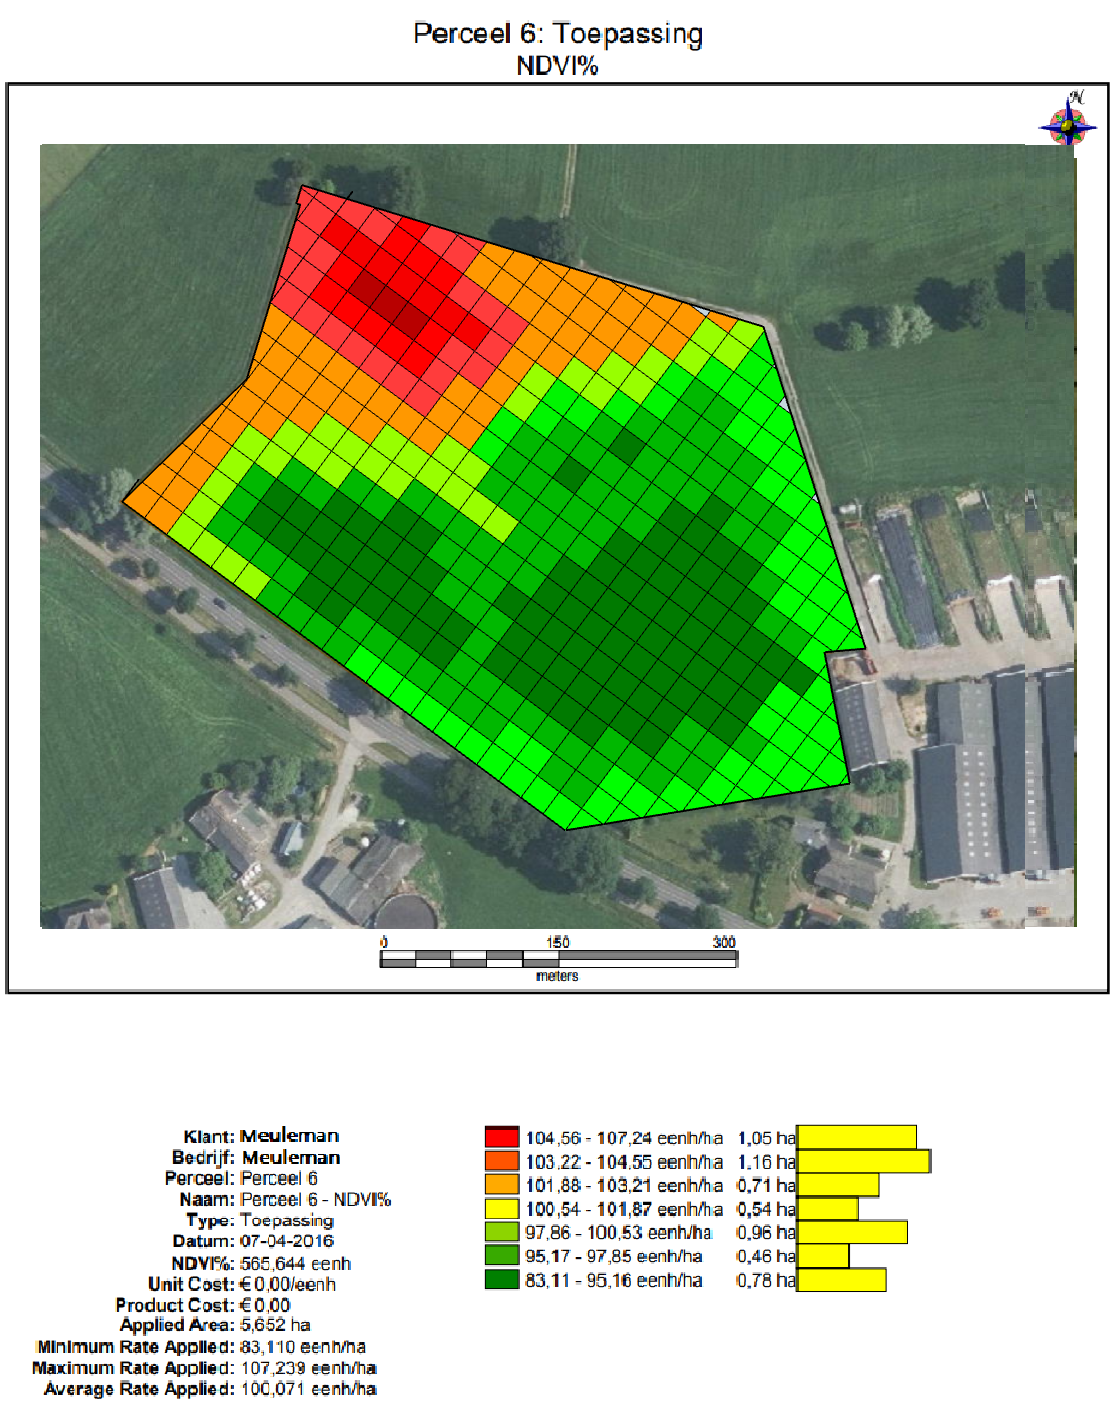 Perceel 6: Toepassing
NDVI%
N
0 150 300
meters
Klant: Meuleman
Bedrijf: Meuleman
Perceel: Perceel 6
Naam: Perceel 6 - NDVI%
Type: Toepassing
Datum: 07-04-2016
NDVI%: 565,644 eenh
Unit Cost: € 0,00/eenh
Product Cost: € 0,00
Applied Area: 5,652 ha
Minimum Rate Applied: 83,110 eenh/ha
Maximum Rate Applied: 107,239 eenh/ha
Average Rate Applied: 100,071 eenh/ha
104,56 - 107,24 eenh/ha 1,05 ha
103,22 - 104,55 eenh/ha 1,16 ha
101,88 - 103,21 eenh/ha 0,71 ha
100,54 - 101,87 eenh/ha 0,54 ha
97,86 - 100,53 eenh/ha 0,96 ha
95,17 - 97,85 eenh/ha 0,46 ha
83,11 - 95,16 eenh/ha 0,78 ha